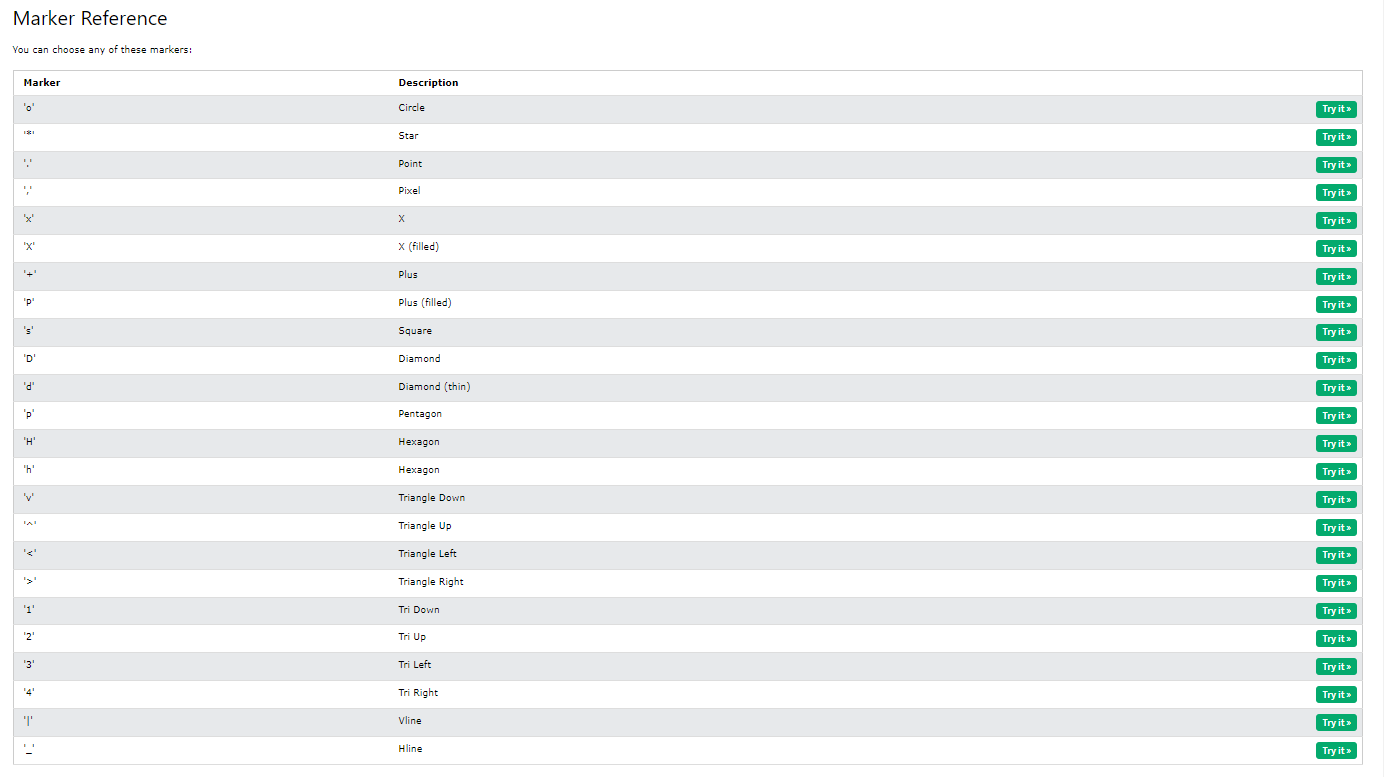 Marker Reference
You can choose any of these markers:
Marker Description
'o' Circle Try it »
'*' Star Try it »
'.' Point Try it »
',' Pixel Try it »
'x' X Try it »
'X' X (filled) Try it »
'+' Plus Try it »
'P' Plus (filled) Try it »
's' Square Try it »
'D' Diamond Try it »
'd' Diamond (thin) Try it »
'p' Pentagon Try it »
'H' Hexagon Try it »
'h' Hexagon Try it »
'v' Triangle Down Try it »
'^' Triangle Up Try it »
'<' Triangle Left Try it »
'>' Triangle Right Try it »
'1' Tri Down Try it »
'2' Tri Up Try it »
'3' Tri Left Try it »
'4' Tri Right Try it »
'|' Vline Try it »
'_' Hline Try it »